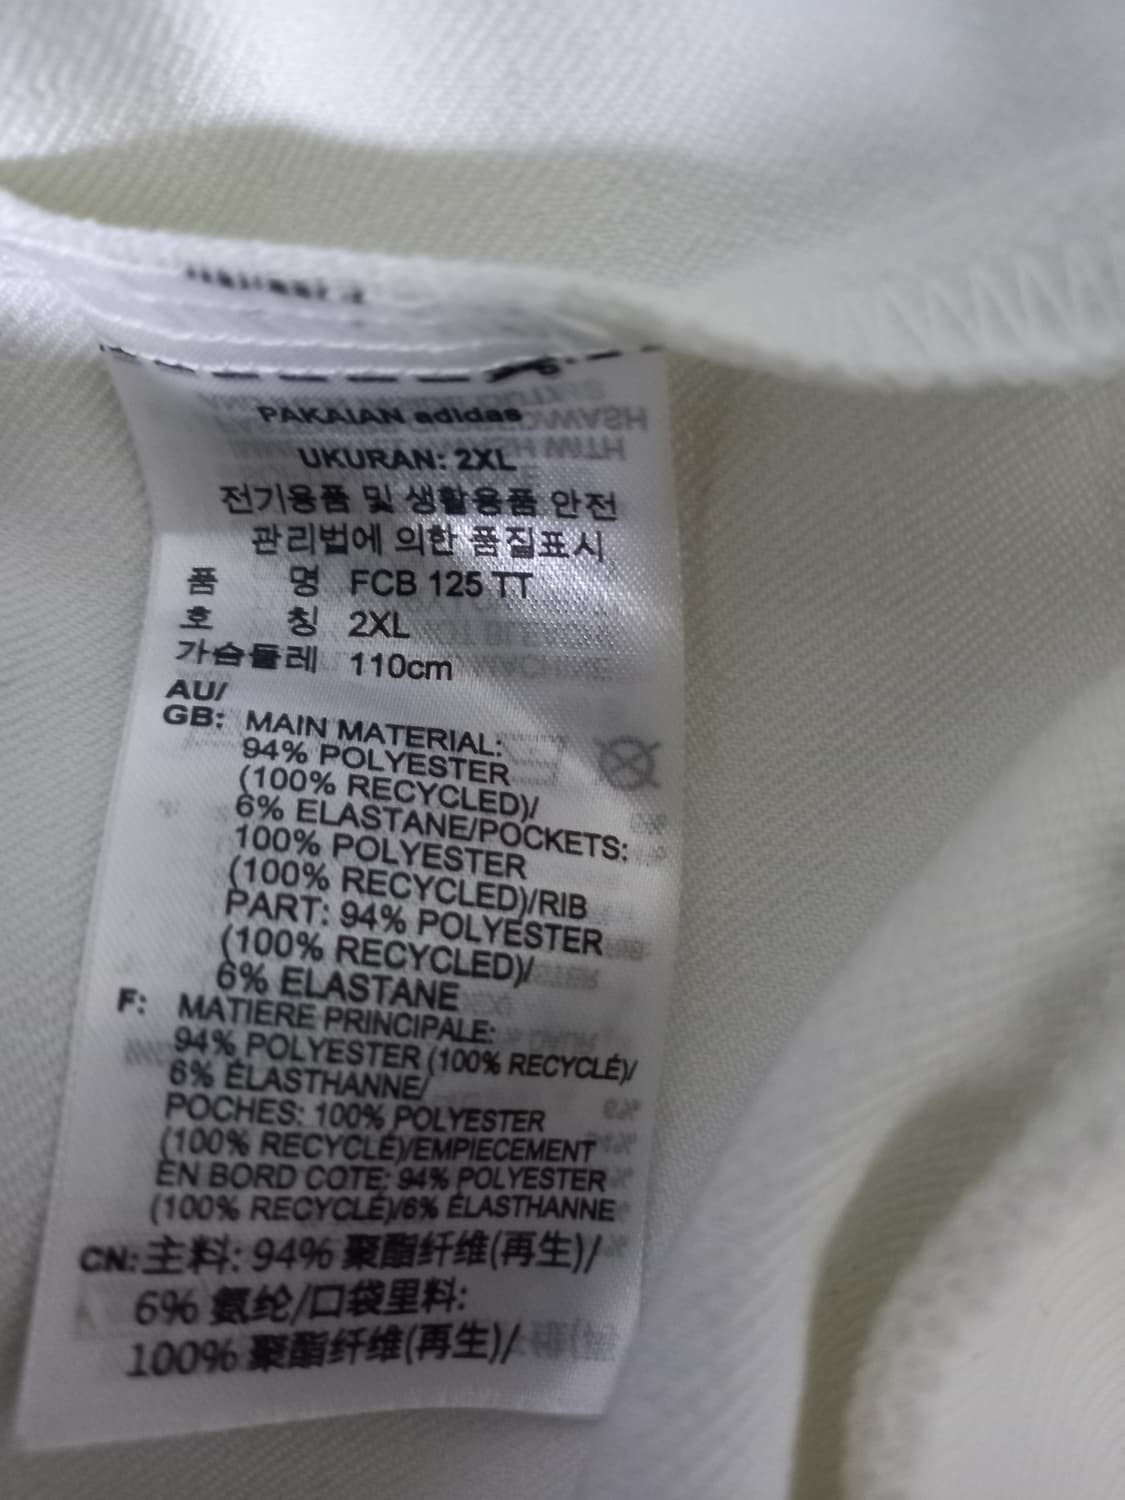 PAKAIAN adidas
UKURAN: 2XL
전기용품 및 생활용품 안전
관리법에 의한 품질표시
품 명 FCB 125 TT
호 칭 2XL
가슴둘레 110cm
AU/
GB: MAIN MATERIAL:
94% POLYESTER
(100% RECYCLED)/
6% ELASTANE/POCKETS:
100% POLYESTER
(100% RECYCLED)/RIB
PART: 94% POLYESTER
(100% RECYCLED)/
6% ELASTANE
F: MATIERE PRINCIPALE:
94% POLYESTER (100% RECYCLÉ)/
6% ÉLASTHANNE/
POCHES: 100% POLYESTER
(100% RECYCLÉ)/EMPIECEMENT
EN BORD COTE: 94% POLYESTER
(100% RECYCLÉ)/6% ÉLASTHANNE
CN: 主料: 94% 聚酯纤维(再生)/
6% 氨纶/口袋里料:
100% 聚酯纤维(再生)/